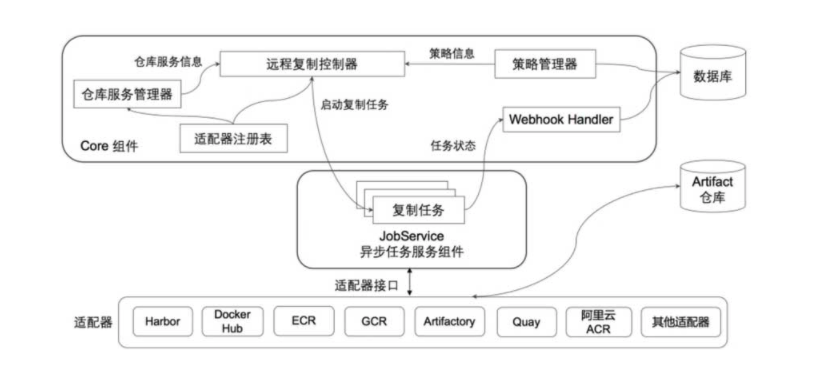 仓库服务信息
远程复制控制器
策略信息
策略管理器
数据库
仓库服务管理器
启动复制任务
Webhook Handler
适配器注册表
Core 组件
任务状态
Artifact
仓库
复制任务
JobService
异步任务服务组件
适配器接口
适配器
Harbor
Docker
Hub
ECR
GCR
Artifactory
Quay
阿里云
ACR
其他适配器